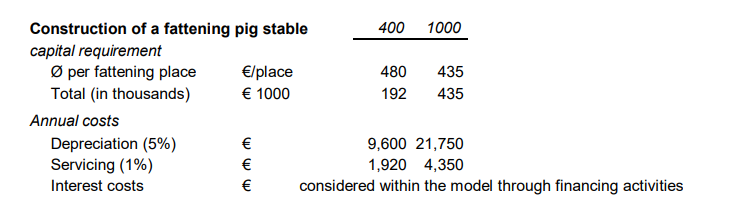 Construction of a fattening pig stable 400 1000
capital requirement
Ø per fattening place €/place 480 435
Total (in thousands) € 1000 192 435
Annual costs
Depreciation (5%) € 9,600 21,750
Servicing (1%) € 1,920 4,350
Interest costs € considered within the model through financing activities